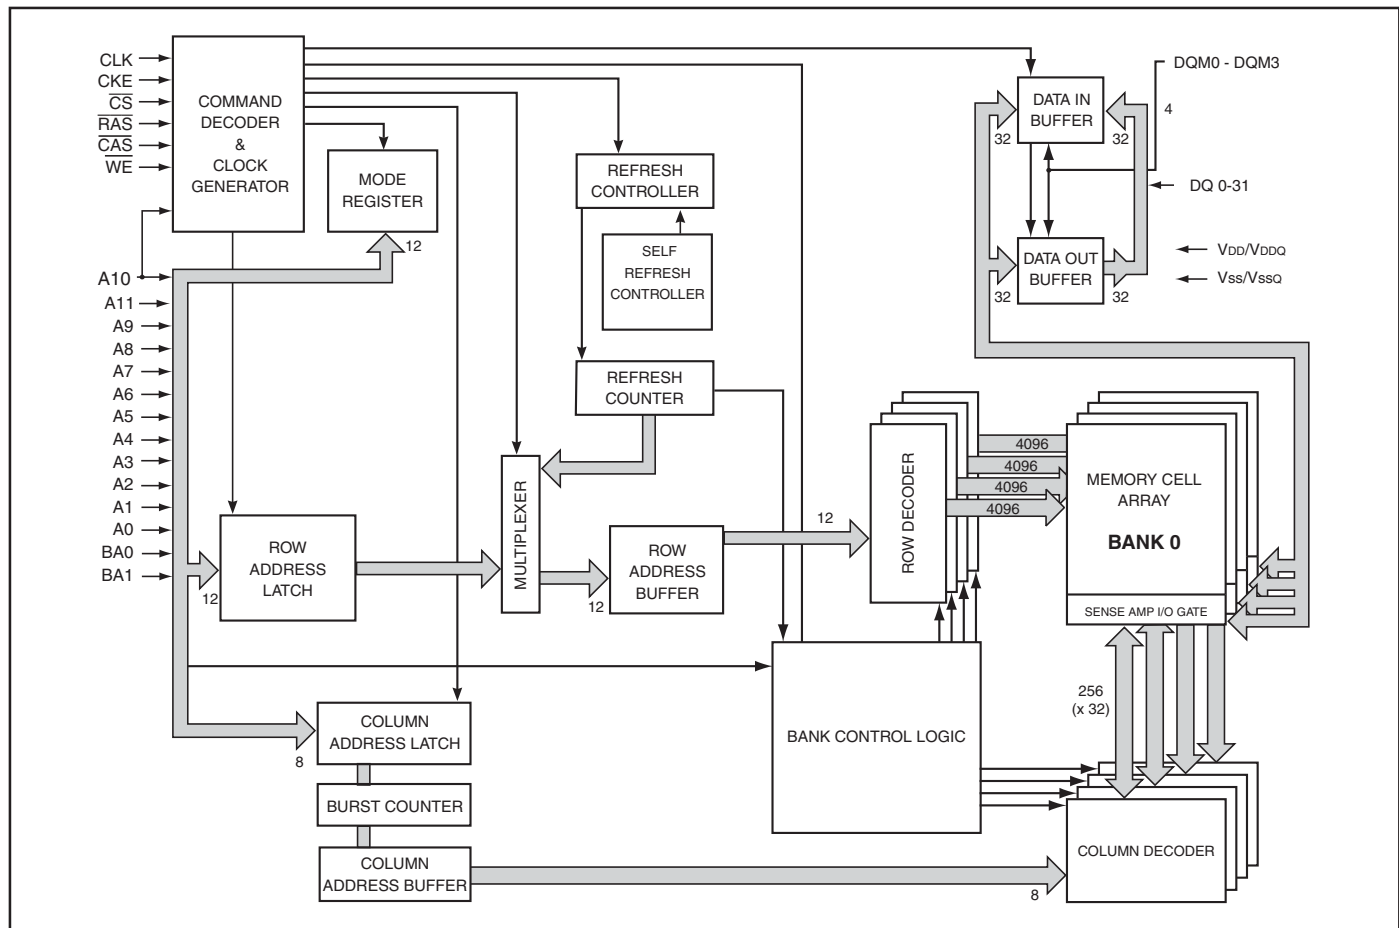 CLK
CKE
CS
RAS
CAS
WE
COMMAND
DECODER
&
CLOCK
GENERATOR
MODE
REGISTER
12
REFRESH
CONTROLLER
SELF
REFRESH
CONTROLLER
REFRESH
COUNTER
DATA IN
BUFFER
32
32
DQM0 - DQM3
4
DQ 0-31
DATA OUT
BUFFER
32
32
VDD/VDDQ
Vss/VssQ
A10
A11
A9
A8
A7
A6
A5
A4
A3
A2
A1
A0
BA0
BA1
12
ROW
ADDRESS
LATCH
MULTIPLEXER
12
ROW
ADDRESS
BUFFER
12
ROW DECODER
4096
4096
4096
4096
MEMORY CELL
ARRAY
BANK 0
SENSE AMP I/O GATE
256
(x 32)
BANK CONTROL LOGIC
8
COLUMN
ADDRESS LATCH
BURST COUNTER
COLUMN
ADDRESS BUFFER
8
COLUMN DECODER